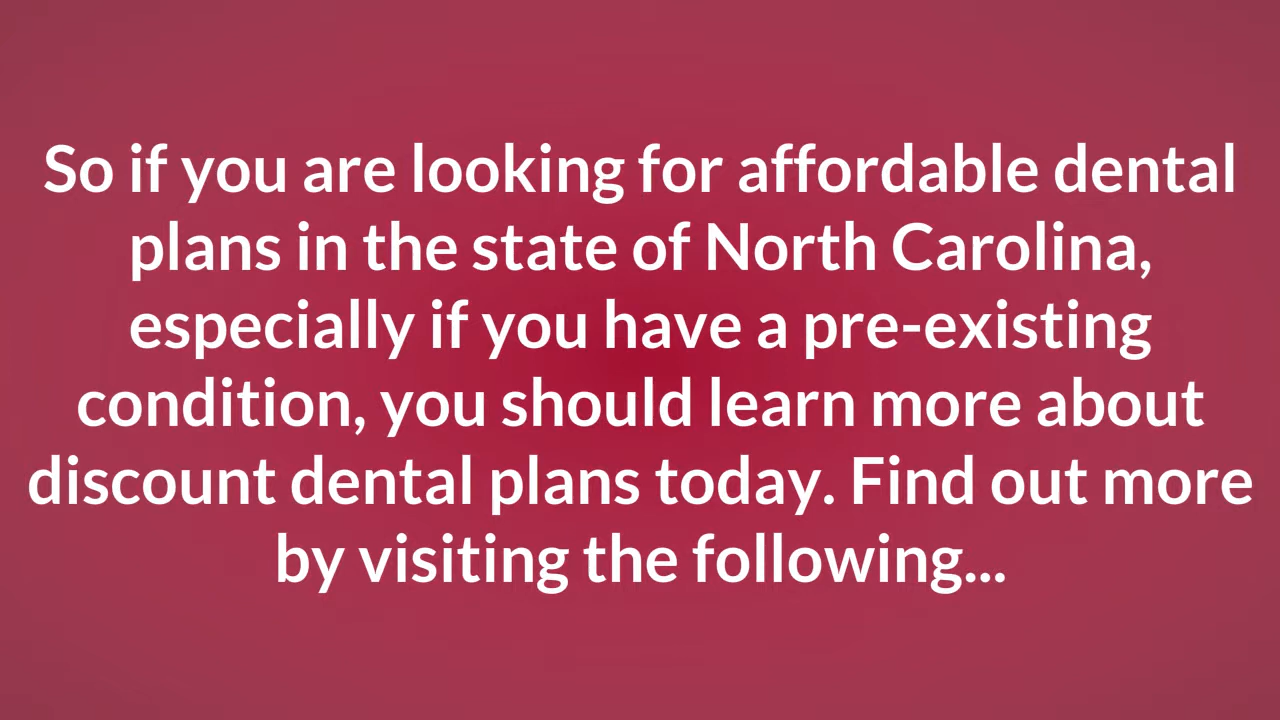 So if you are looking for affordable dental
plans in the state of North Carolina,
especially if you have a pre-existing
condition, you should learn more about
discount dental plans today. Find out more
by visiting the following...